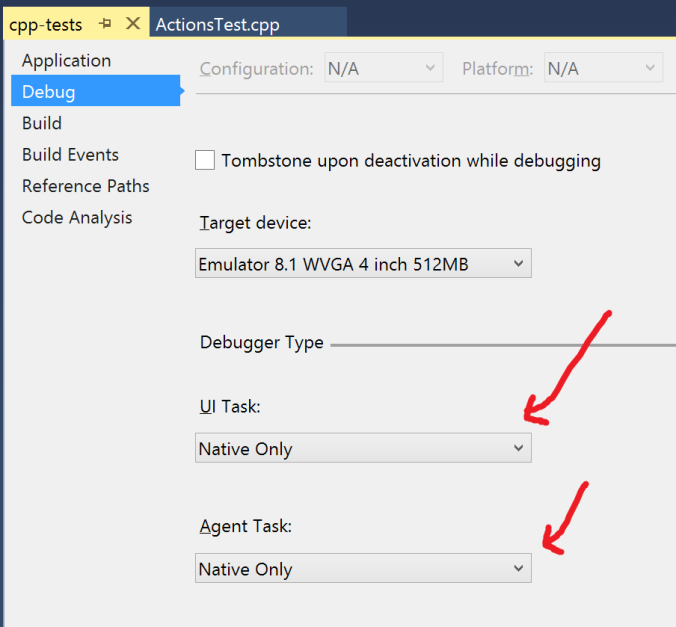 cpp-tests ActionsTest.cpp
Application
Debug
Build
Build Events
Reference Paths
Code Analysis
Configuration: N/A Platform: N/A
Tombstone upon deactivation while debugging
Target device:
Emulator 8.1 WVGA 4 inch 512MB
Debugger Type
UI Task:
Native Only
Agent Task:
Native Only